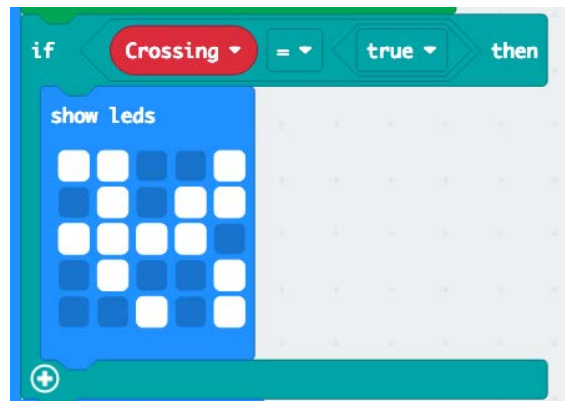 if Crossing = true then
show leds